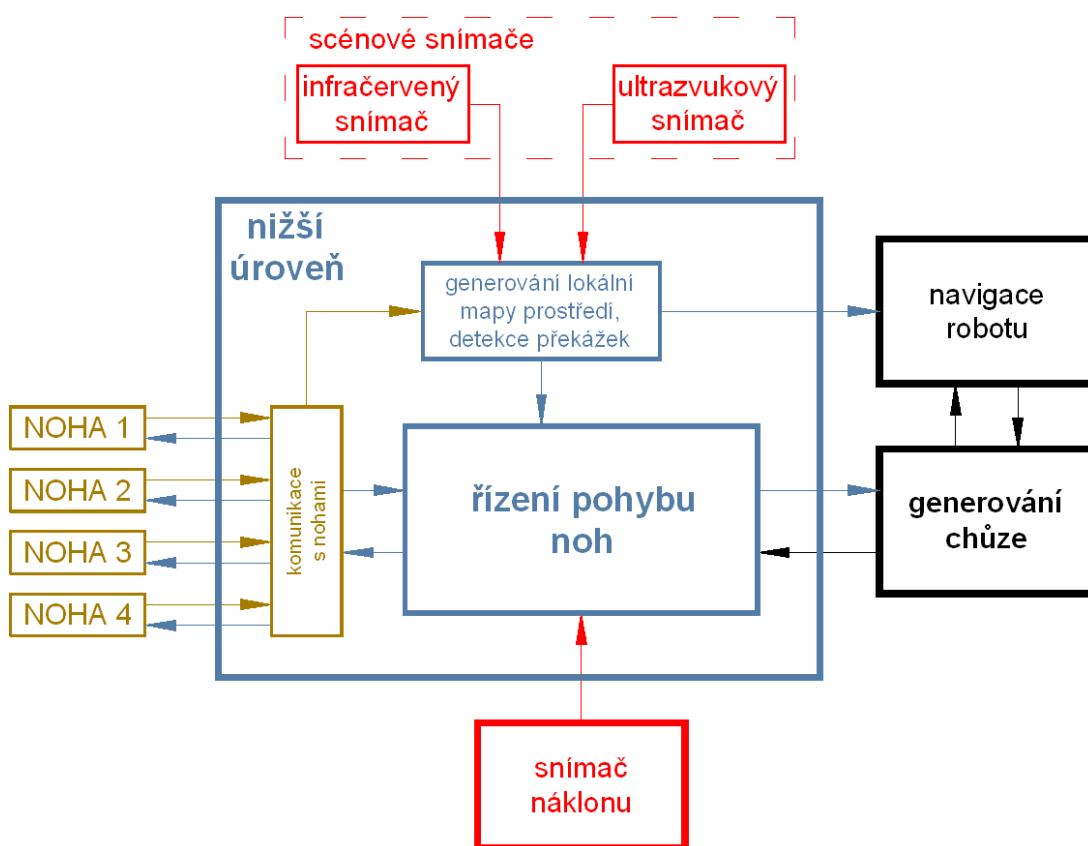 scénové snímače
infračervený
snímač
ultrazvukový
snímač
nižší
úroveň
generování lokální
mapy prostředí,
detekce překážek
navigace
robotu
NOHA 1
NOHA 2
NOHA 3
NOHA 4
komunikace
s nohami
řízení pohybu
noh
generování
chůze
snímač
náklonu